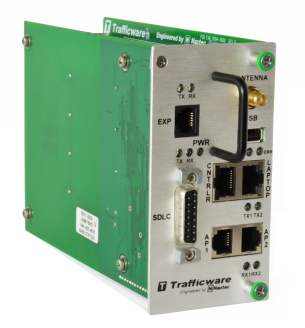 Trafficware
Engineered by Naztec
ANTENNA
TX RX
EXP
SB
PWR
TX RX
ERR
CNTRLR
LAPTOP
SDLC
TX1 TX2
AP1
AP2
RX1 RX2
Trafficware
Engineered by Naztec